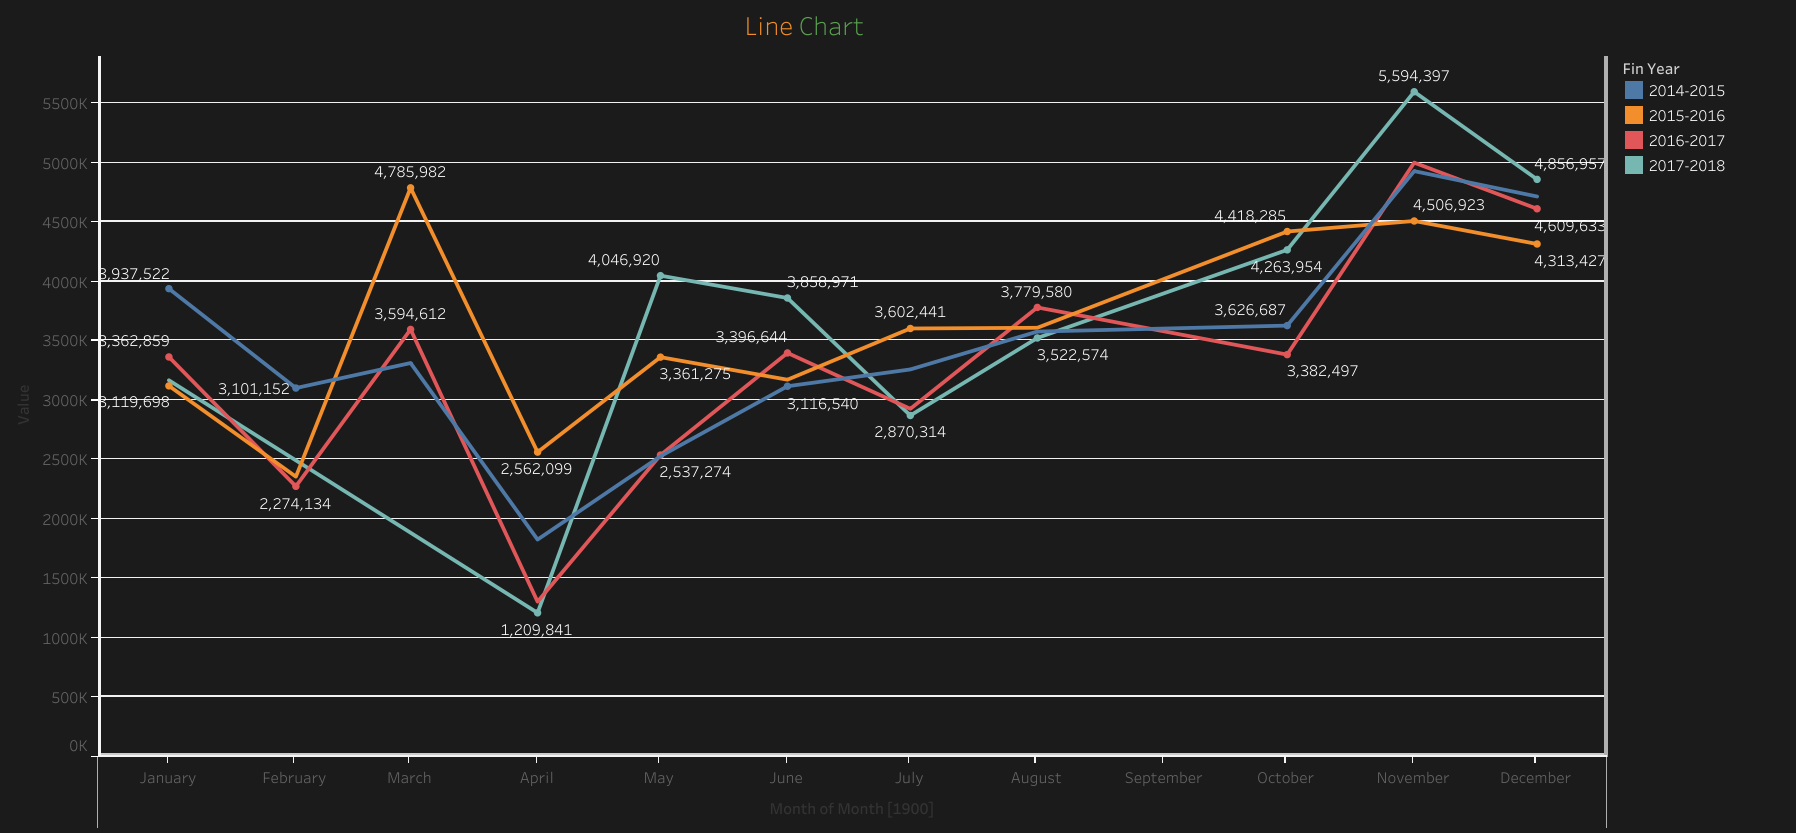 Line Chart
Fin Year
2014-2015
2015-2016
2016-2017
2017-2018
Value
5500K
5000K
4500K
4000K
3500K
3000K
2500K
2000K
1500K
1000K
500K
0K
5,594,397
4,785,982
4,856,957
4,506,923
4,418,285
4,609,633
4,046,920
4,263,954
4,313,427
3,937,522
3,858,971
3,779,580
3,594,612
3,602,441
3,626,687
3,362,859
3,396,644
3,522,574
3,361,275
3,382,497
3,101,152
3,119,698
3,116,540
2,870,314
2,562,099
2,537,274
2,274,134
1,209,841
January
February
March
April
May
June
July
August
September
October
November
December
Month of Month [1900]